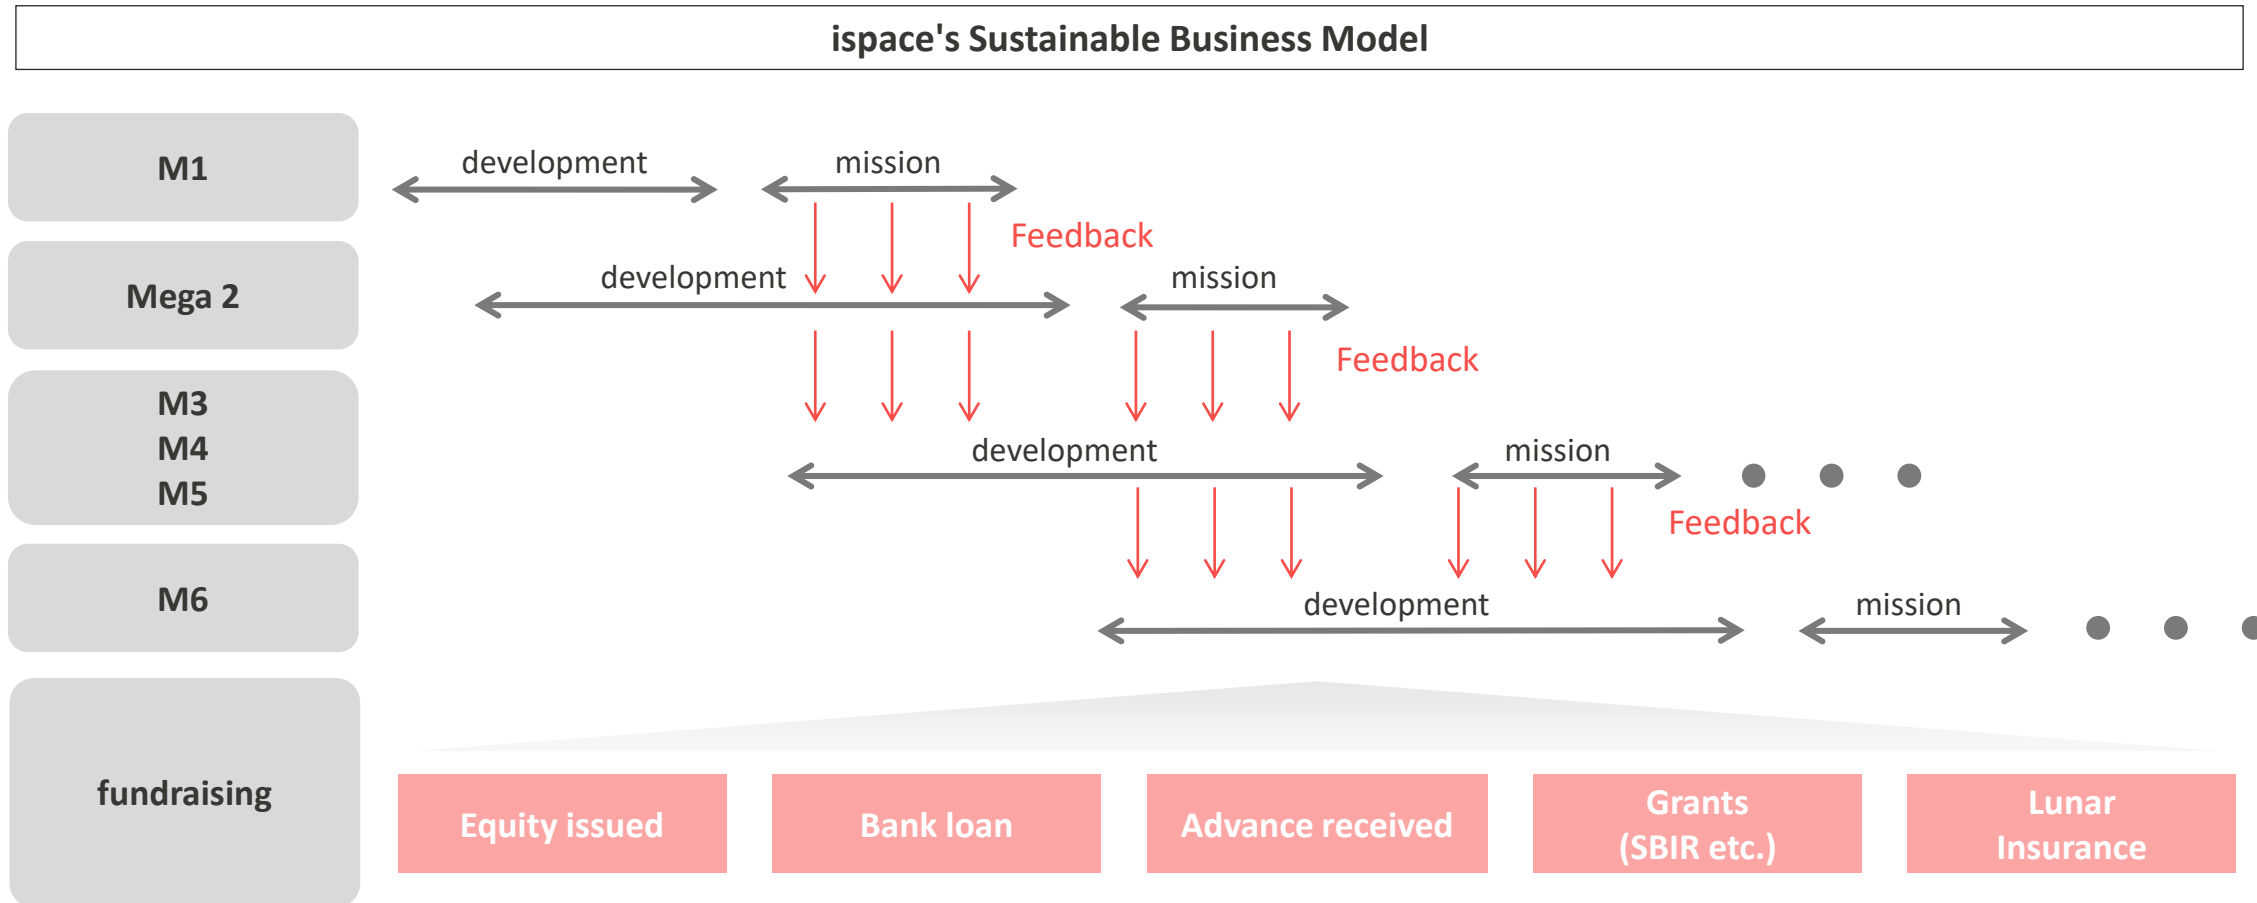 ispace's Sustainable Business Model
M1
development
mission
Feedback
Mega 2
development
mission
Feedback
M3
M4
M5
development
mission
Feedback
M6
development
mission
fundraising
Equity issued
Bank loan
Advance received
Grants
(SBIR etc.)
Lunar
Insurance